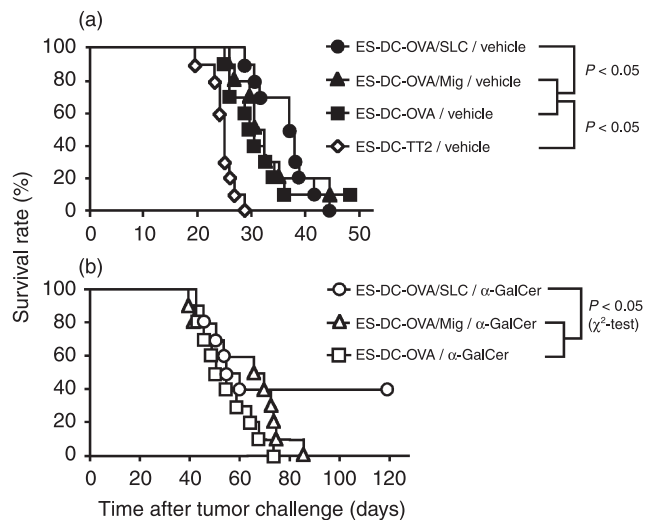 (a)
100
80
60
40
20
0
0 10 20 30 40 50
ES-DC-OVA/SLC / vehicle
ES-DC-OVA/Mig / vehicle
ES-DC-OVA / vehicle
ES-DC-TT2 / vehicle
P < 0.05
P < 0.05
Survival rate (%)
(b)
100
80
60
40
20
0
0 20 40 60 80 100 120
ES-DC-OVA/SLC / α-GalCer
ES-DC-OVA/Mig / α-GalCer
ES-DC-OVA / α-GalCer
P < 0.05
(χ²-test)
Time after tumor challenge (days)